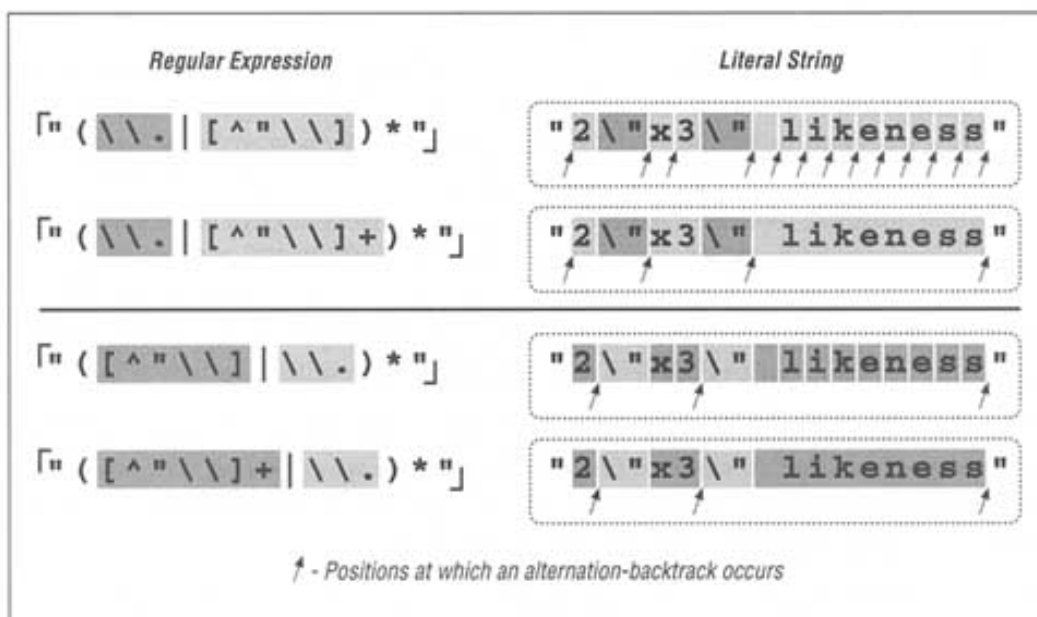 Regular Expression Literal String
「"(\\.|[^"\\])*"」 "2\"x3\" likeness"
「"(\\.|[^"\\]+)*"」 "2\"x3\" likeness"
「"([^"\\]|\\.)*"」 "2\"x3\" likeness"
「"([^"\\]+|\\.)*"」 "2\"x3\" likeness"
- Positions at which an alternation-backtrack occurs